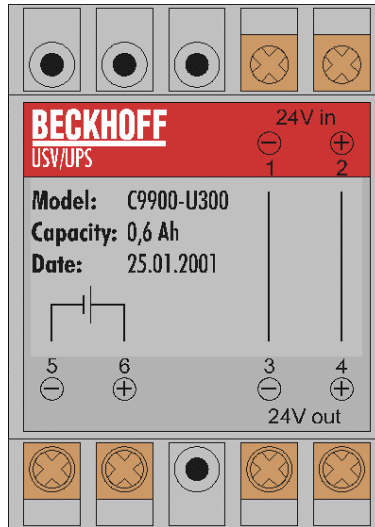 BECKHOFF
USV/UPS
24V in
− +
1 2
Model: C9900-U300
Capacity: 0,6 Ah
Date: 25.01.2001
5 6 3 4
− + − +
24V out